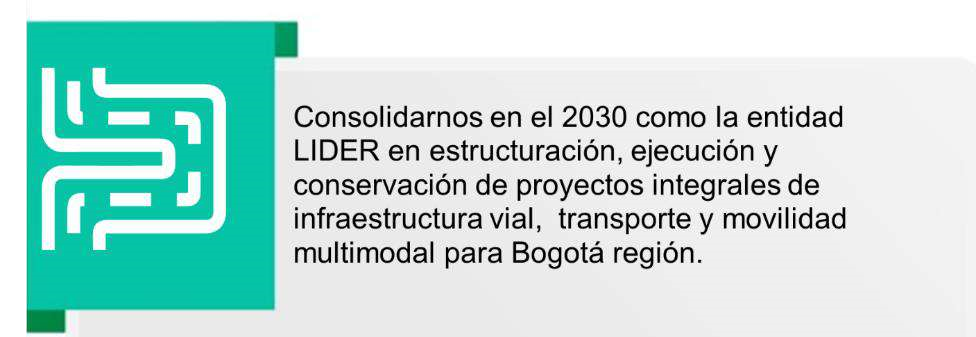 Consolidarnos en el 2030 como la entidad
LIDER en estructuración, ejecución y
conservación de proyectos integrales de
infraestructura vial,  transporte y movilidad
multimodal para Bogotá región.